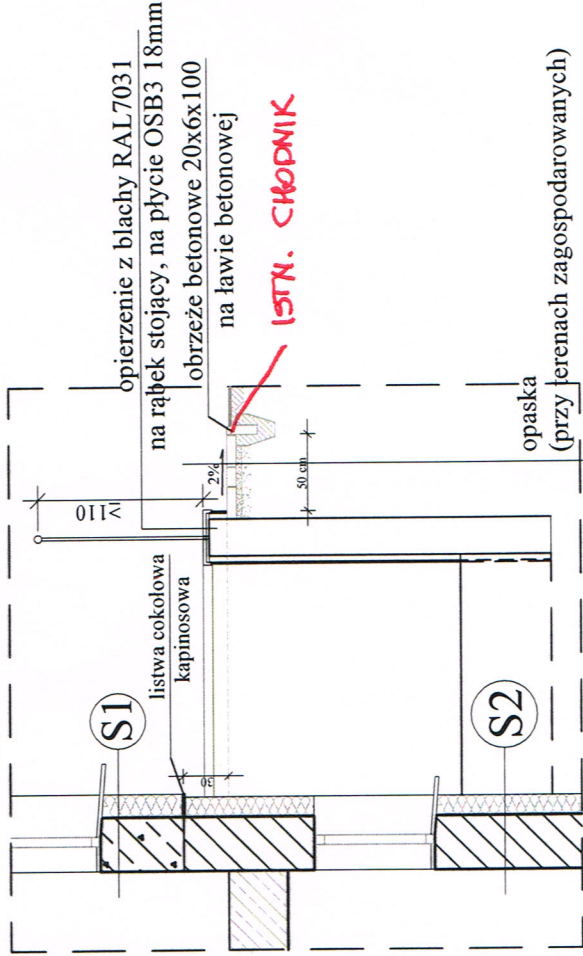 opierzenie z blachy RAL7031
na rąbek stojący, na płycie OSB3 18mm
obrzeże betonowe 20x6x100
na ławie betonowej
ISTN. CHODNIK
≥110
2%
50 cm
listwa cokołowa
kapinosowa
S1
30
S2
opaska
(przy terenach zagospodarowanych)